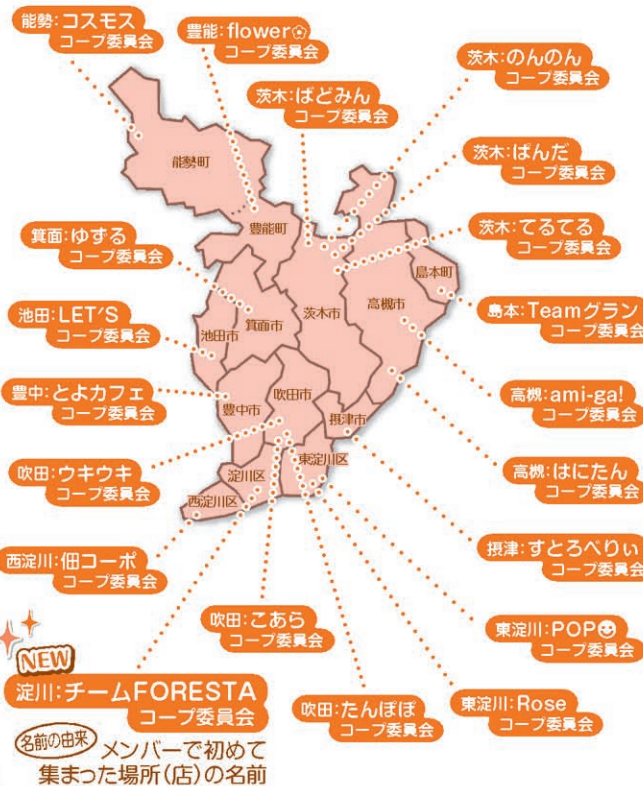 能勢:コスモス
コープ委員会
豊能:flower
コープ委員会
茨木:のんのん
コープ委員会
茨木:ばどみん
コープ委員会
茨木:ぱんだ
コープ委員会
能勢町
茨木:てるてる
コープ委員会
箕面:ゆずる
コープ委員会
豊能町
島本町
池田:LET'S
コープ委員会
池田市
箕面市
茨木市
高槻市
島本:Teamグラン
コープ委員会
豊中:とよカフェ
コープ委員会
豊中市
吹田市
摂津市
高槻:ami-ga!
コープ委員会
吹田:ウキウキ
コープ委員会
淀川区
東淀川区
西淀川区
高槻:はにたん
コープ委員会
西淀川:佃コーポ
コープ委員会
摂津:すとろべりぃ
コープ委員会
吹田:こあら
コープ委員会
東淀川:POP
コープ委員会
NEW
淀川:チームFORESTA
コープ委員会
吹田:たんぽぽ
コープ委員会
東淀川:Rose
コープ委員会
名前の由来 メンバーで初めて
集まった場所(店)の名前